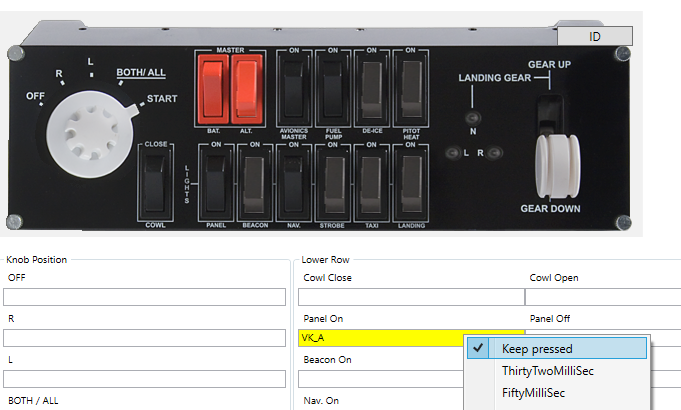 ID
MASTER
ON ON ON ON
GEAR UP
L
R
BOTH/ ALL
LANDING GEAR
OFF
START
N
BAT. ALT. AVIONICS MASTER FUEL PUMP DE-ICE PITOT HEAT
CLOSE
ON ON ON ON ON ON
L R
LIGHTS
GEAR DOWN
COWL PANEL BEACON NAV. STROBE TAXI LANDING
Knob Position
Lower Row
OFF
Cowl Close
Cowl Open
R
Panel On
Panel Off
VK_A
Keep pressed
L
Beacon On
ThirtyTwoMilliSec
FiftyMilliSec
BOTH / ALL
Nav. On